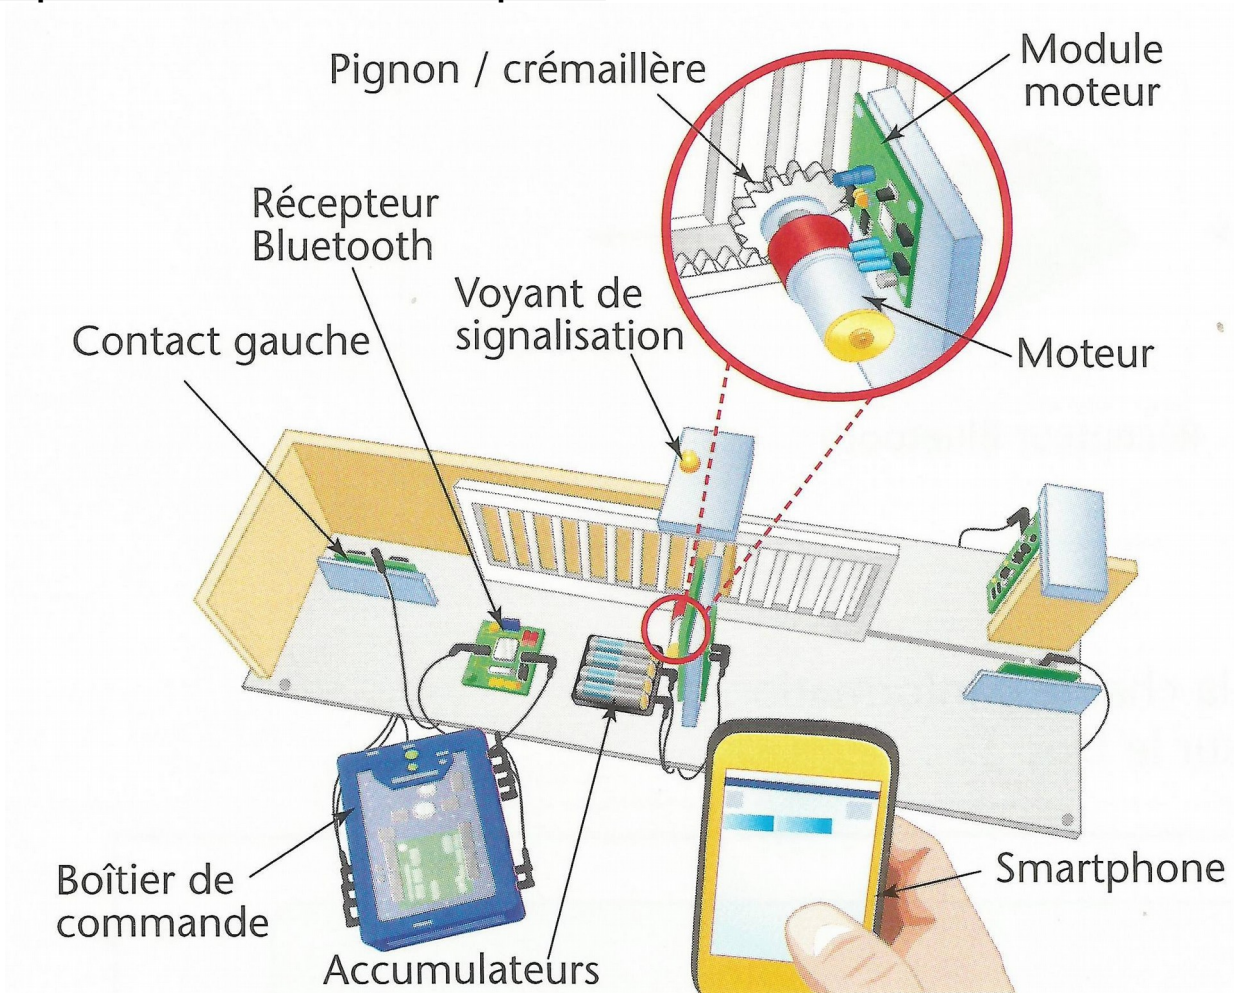 Pignon / crémaillère
Module
moteur
Récepteur
Bluetooth
Voyant de
signalisation
Contact gauche
Moteur
Boîtier de
commande
Smartphone
Accumulateurs